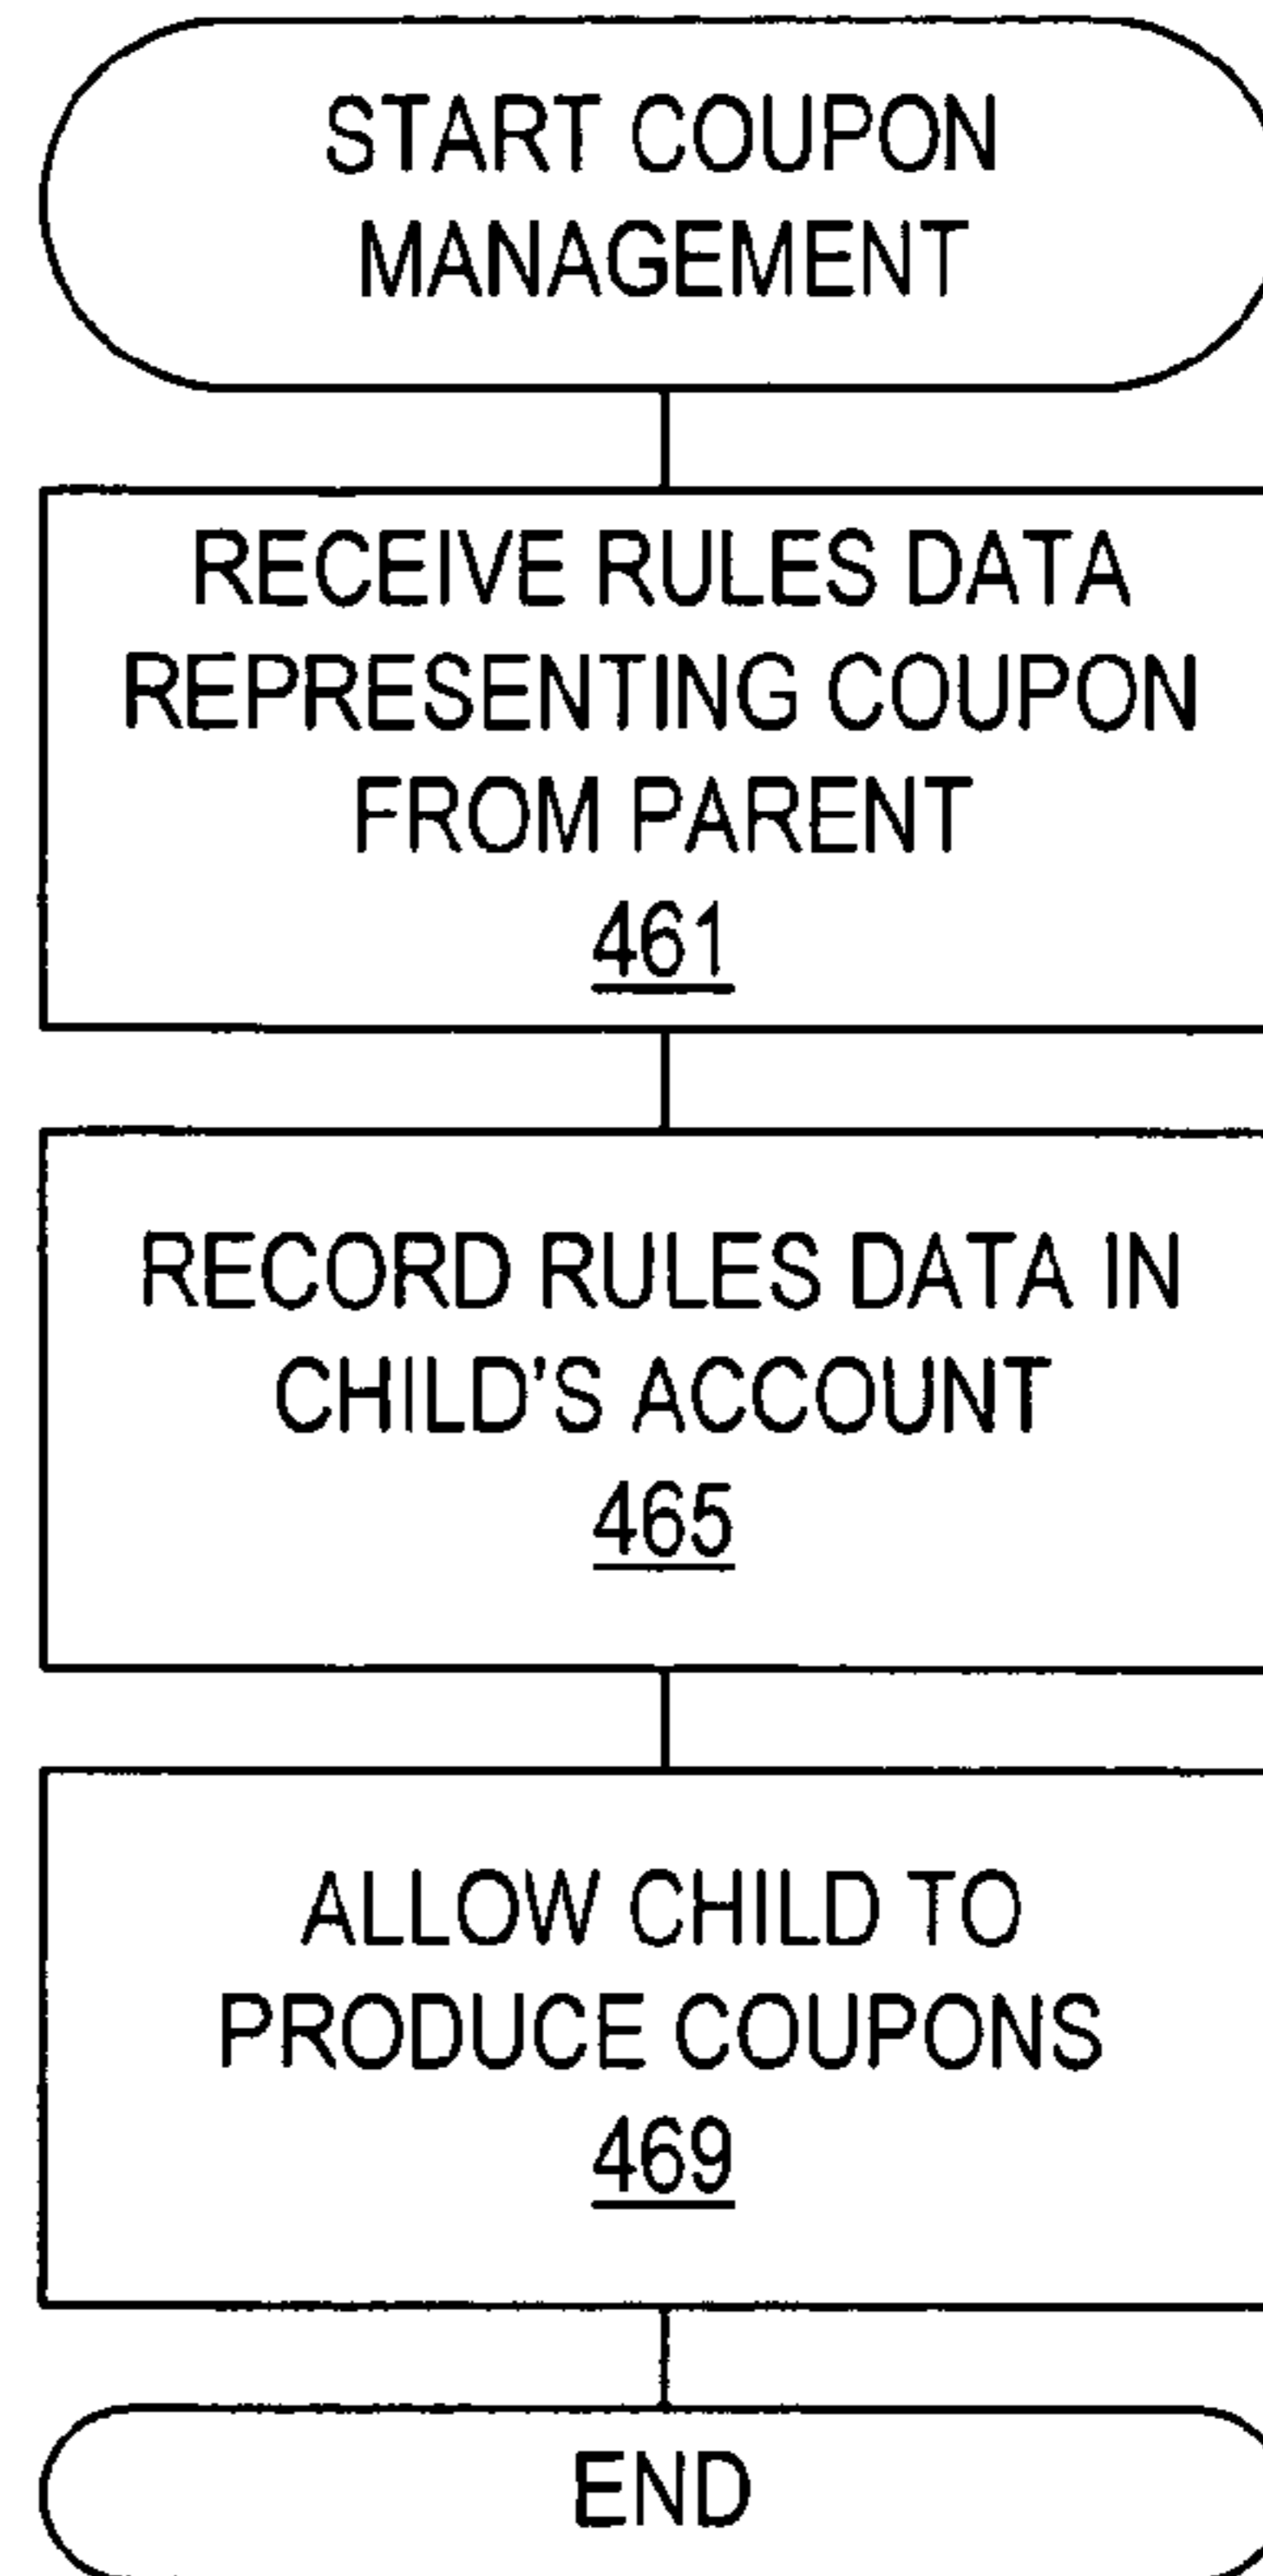 START COUPON
MANAGEMENT
RECEIVE RULES DATA
REPRESENTING COUPON
FROM PARENT
461
RECORD RULES DATA IN
CHILD'S ACCOUNT
465
ALLOW CHILD TO
PRODUCE COUPONS
469
END